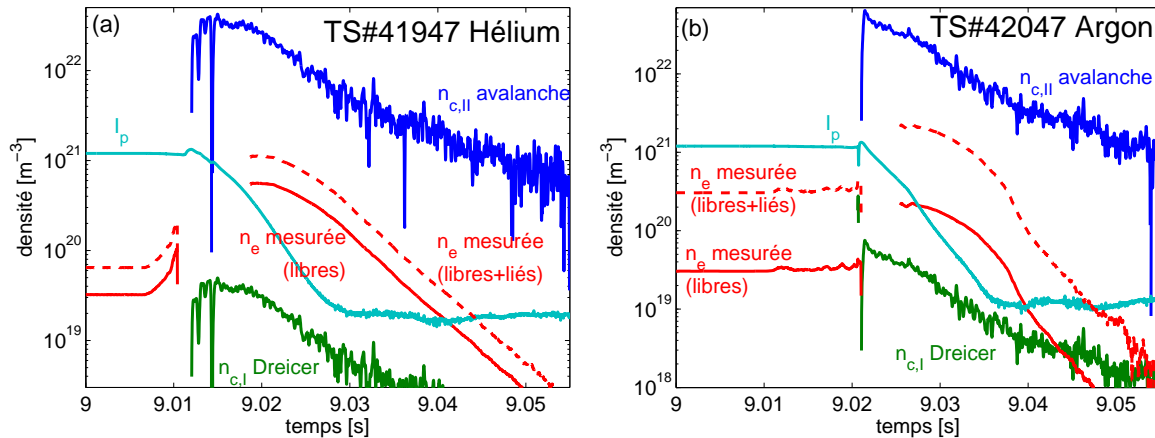 (a)
TS#41947 Hélium
10^22
10^21
10^20
10^19
densité [m^−3]
n_c,II avalanche
I_p
n_e mesurée
(libres)
n_e mesurée
(libres+liés)
n_c,I Dreicer
9 9.01 9.02 9.03 9.04 9.05
temps [s]
(b)
TS#42047 Argon
10^22
10^21
10^20
10^19
10^18
densité [m^−3]
n_c,II avalanche
I_p
n_e mesurée
(libres+liés)
n_e mesurée
(libres)
n_c,I Dreicer
9 9.01 9.02 9.03 9.04 9.05
temps [s]